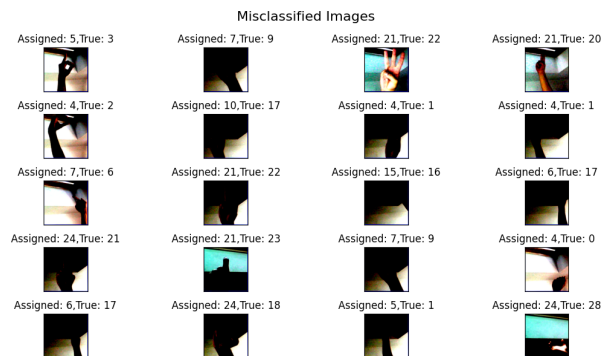 Misclassified Images
Assigned: 5,True: 3
Assigned: 7,True: 9
Assigned: 21,True: 22
Assigned: 21,True: 20
Assigned: 4,True: 2
Assigned: 10,True: 17
Assigned: 4,True: 1
Assigned: 4,True: 1
Assigned: 7,True: 6
Assigned: 21,True: 22
Assigned: 15,True: 16
Assigned: 6,True: 17
Assigned: 24,True: 21
Assigned: 21,True: 23
Assigned: 7,True: 9
Assigned: 4,True: 0
Assigned: 6,True: 17
Assigned: 24,True: 18
Assigned: 5,True: 1
Assigned: 24,True: 28